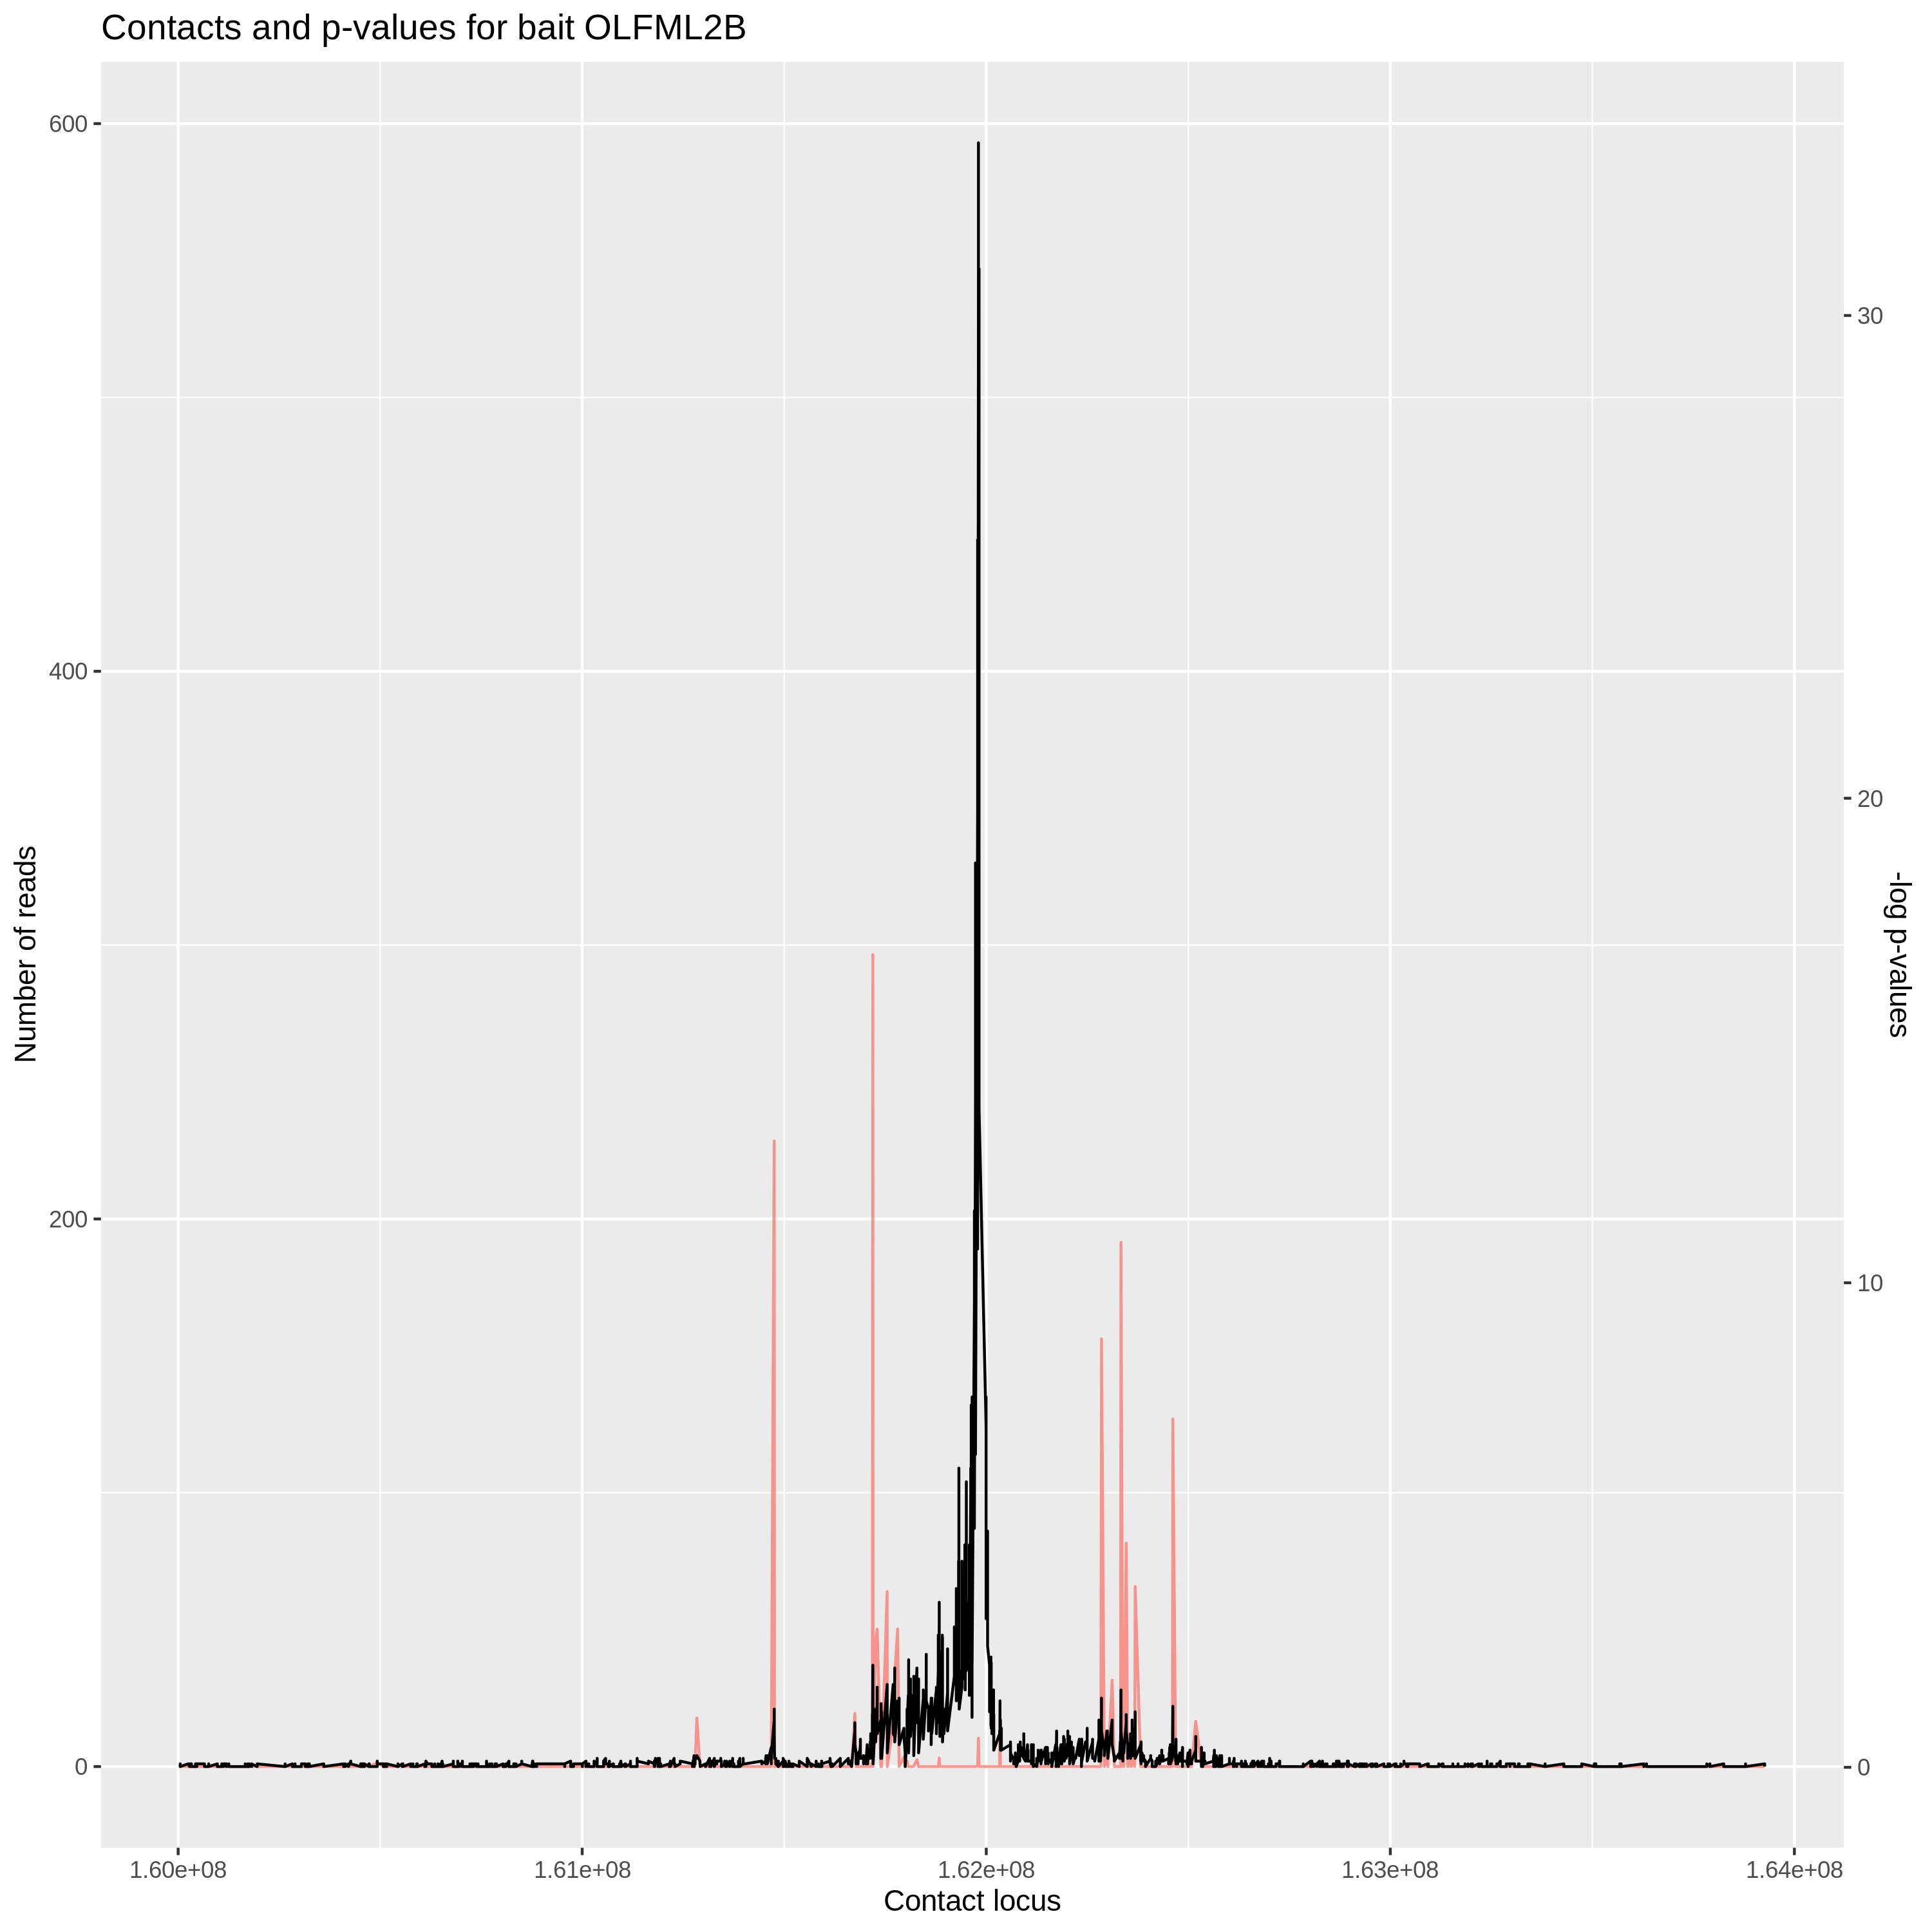 Contacts and p-values for bait OLFML2B
600
400
200
0
Number of reads
30
20
10
0
-log p-values
1.60e+08
1.61e+08
1.62e+08
1.63e+08
1.64e+08
Contact locus